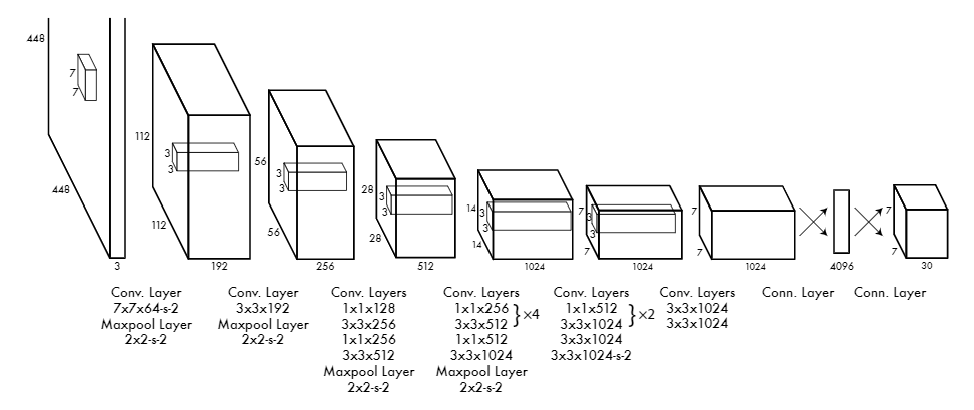 448
7
7
448
3
112
3
3
112
192
56
3
3
56
256
28
3
3
28
512
14
3
3
14
1024
7
3
3
7
1024
7
7
1024
4096
7
7
30
Conv. Layer
7x7x64-s-2
Maxpool Layer
2x2-s-2
Conv. Layer
3x3x192
Maxpool Layer
2x2-s-2
Conv. Layers
1x1x128
3x3x256
1x1x256
3x3x512
Maxpool Layer
2x2-s-2
Conv. Layers
1x1x256
3x3x512
}×4
1x1x512
3x3x1024
Maxpool Layer
2x2-s-2
Conv. Layers
1x1x512
3x3x1024
}×2
3x3x1024
3x3x1024-s-2
Conv. Layers
3x3x1024
3x3x1024
Conn. Layer
Conn. Layer